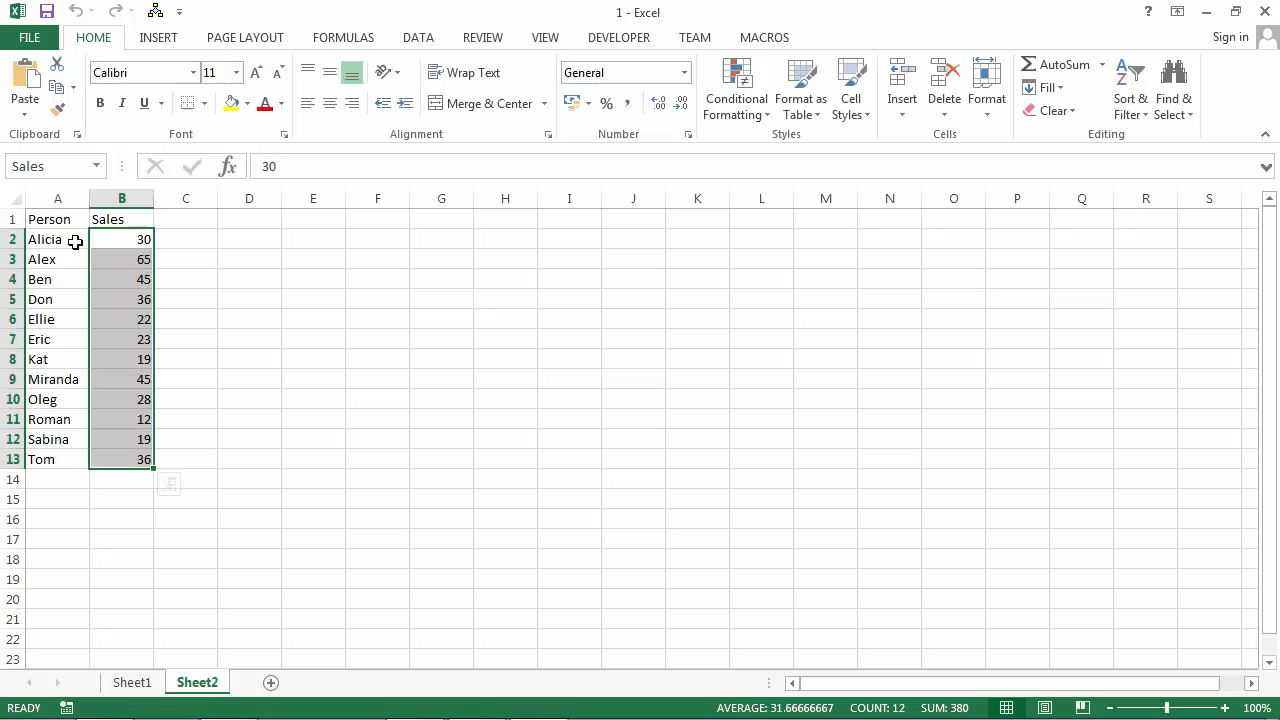 1 - Excel
? Sign in
FILE HOME INSERT PAGE LAYOUT FORMULAS DATA REVIEW VIEW DEVELOPER TEAM MACROS
Paste
Calibri 11
B I U A
A A
Wrap Text
Merge & Center
General
% ,
Conditional Formatting
Format as Table
Cell Styles
Insert Delete Format
AutoSum
Fill
Clear
Sort & Filter
Find & Select
Clipboard Font Alignment Number Styles Cells Editing
Sales fx 30
A B C D E F G H I J K L M N O P Q R S
1 Person Sales
2 Alicia 30
3 Alex 65
4 Ben 45
5 Don 36
6 Ellie 22
7 Eric 23
8 Kat 19
9 Miranda 45
10 Oleg 28
11 Roman 12
12 Sabina 19
13 Tom 36
14
15
16
17
18
19
20
21
22
23
Sheet1 Sheet2
READY AVERAGE: 31.66666667 COUNT: 12 SUM: 380 100%